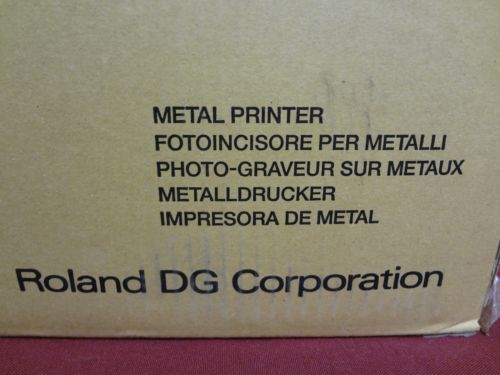 METAL PRINTER
FOTOINCISORE PER METALLI
PHOTO-GRAVEUR SUR METAUX
METALLDRUCKER
IMPRESORA DE METAL
Roland DG Corporation